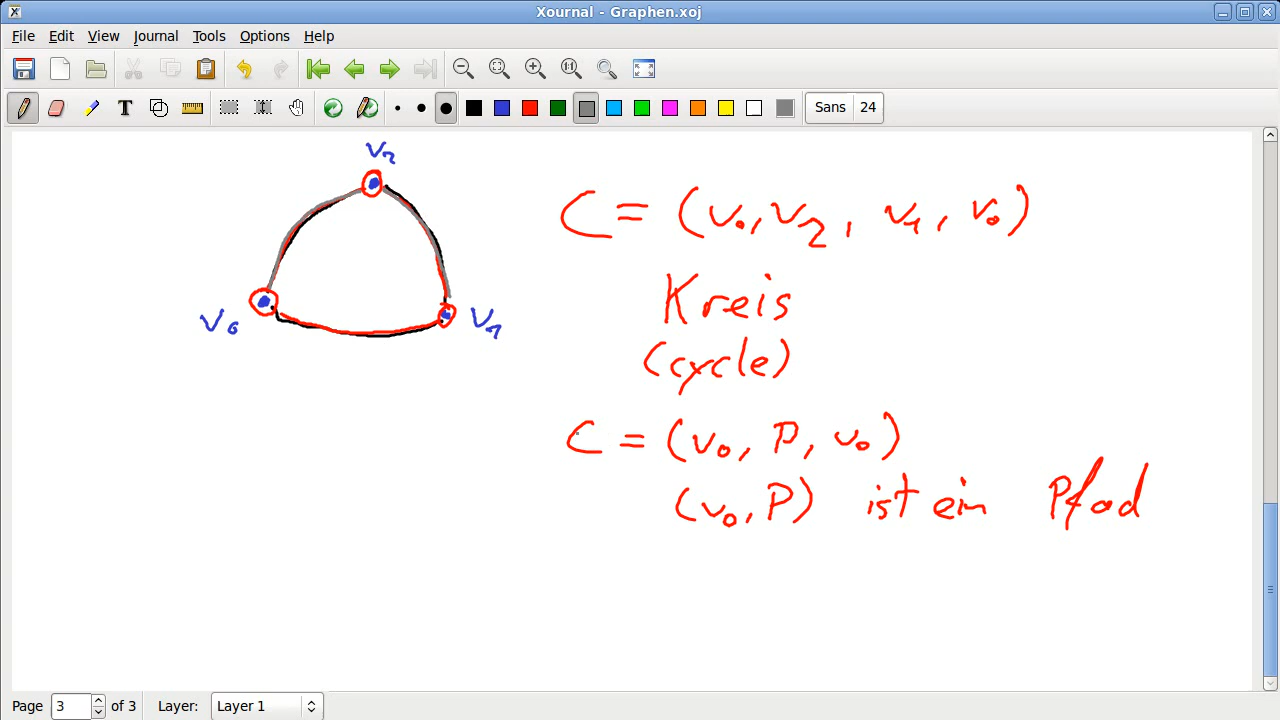 Xournal - Graphen.xoj
File Edit View Journal Tools Options Help
T Sans 24
V₂
C = (v₀, v₂, v₁, v₀)
Kreis
V₀ V₁
(cycle)
C = (v₀, P, v₀)
(v₀, P) ist ein Pfad
Page 3 of 3 Layer: Layer 1